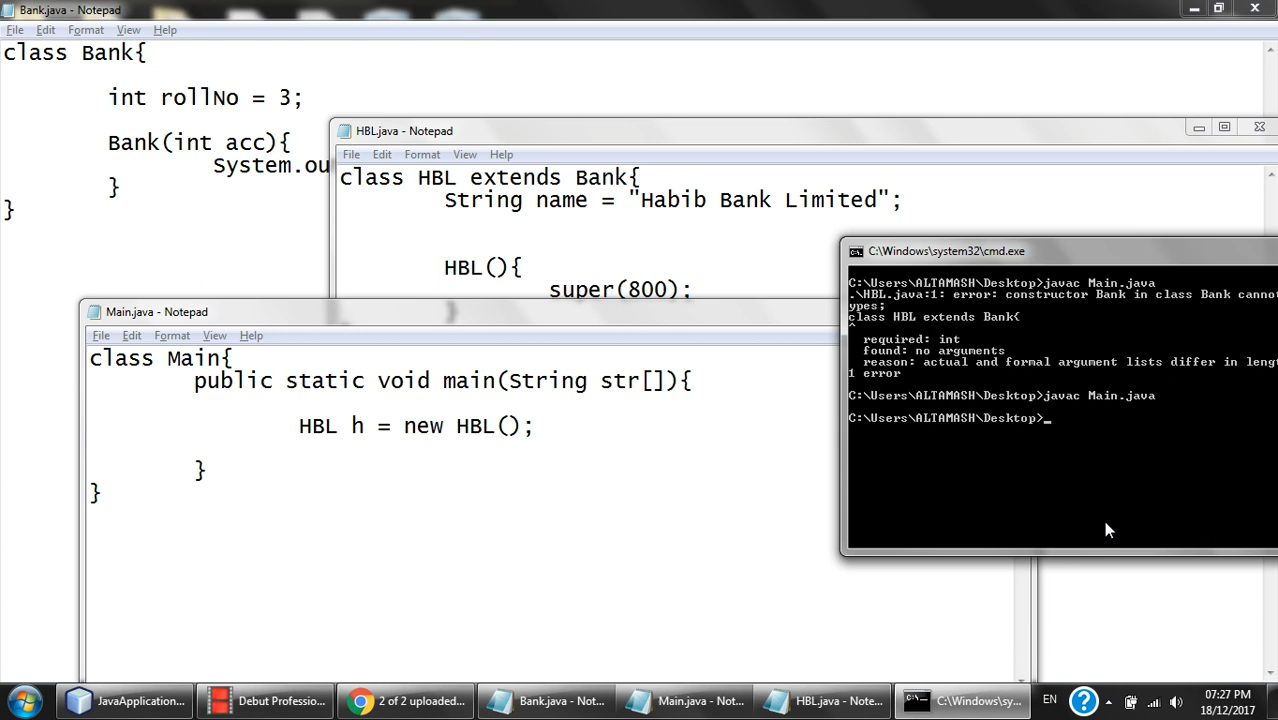 Bank.java - Notepad
File Edit Format View Help
class Bank{
int rollNo = 3;
Bank(int acc){
System.ou
}
}
HBL.java - Notepad
File Edit Format View Help
class HBL extends Bank{
String name = "Habib Bank Limited";
HBL(){
super(800);
}
Main.java - Notepad
File Edit Format View Help
class Main{
public static void main(String str[]){
HBL h = new HBL();
}
}
C:\Windows\system32\cmd.exe
C:\Users\ALTAMASH\Desktop>javac Main.java
.\HBL.java:1: error: constructor Bank in class Bank canno
ypes;
class HBL extends Bank{
^
required: int
found: no arguments
reason: actual and formal argument lists differ in leng
1 error
C:\Users\ALTAMASH\Desktop>javac Main.java
C:\Users\ALTAMASH\Desktop>_
JavaApplication...
Debut Professio...
2 of 2 uploaded...
Bank.java - Not...
Main.java - Not...
HBL.java - Note...
C:\Windows\sy...
EN
07:27 PM
18/12/2017